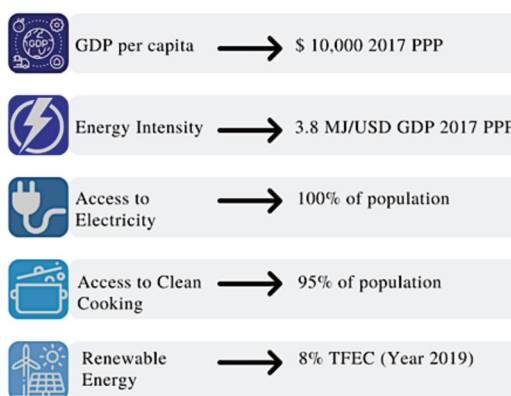 GDP
GDP per capita
$ 10,000 2017 PPP
Energy Intensity
3.8 MJ/USD GDP 2017 PPP
Access to
Electricity
100% of population
Access to Clean
Cooking
95% of population
Renewable
Energy
8% TFEC (Year 2019)